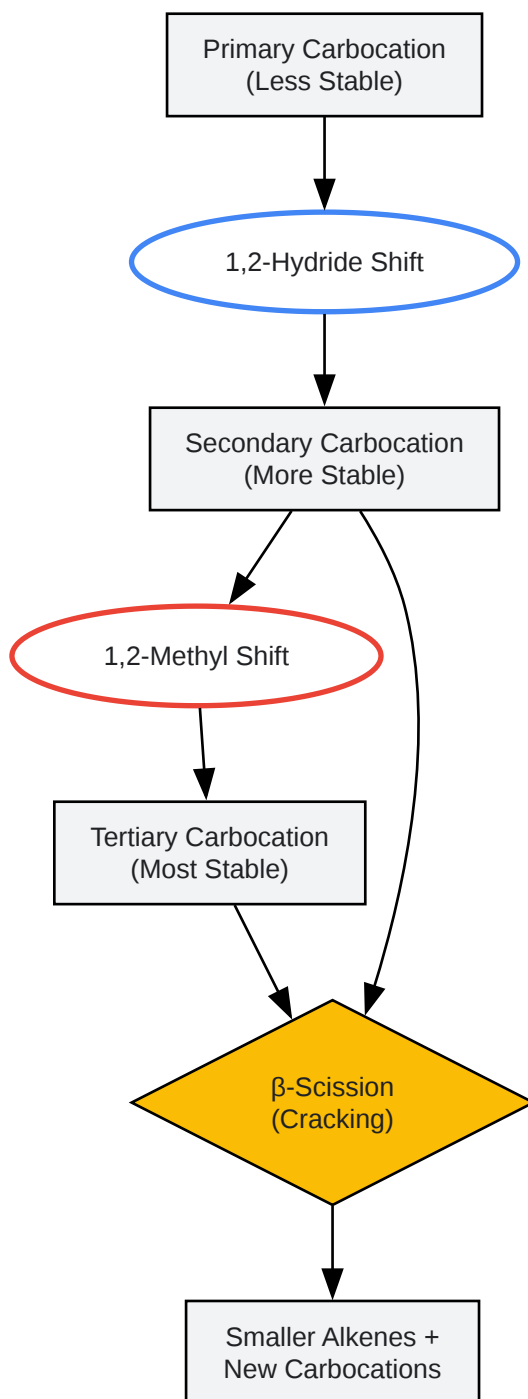 Primary Carbocation
(Less Stable)
1,2-Hydride Shift
Secondary Carbocation
(More Stable)
1,2-Methyl Shift
Tertiary Carbocation
(Most Stable)
β-Scission
(Cracking)
Smaller Alkenes +
New Carbocations